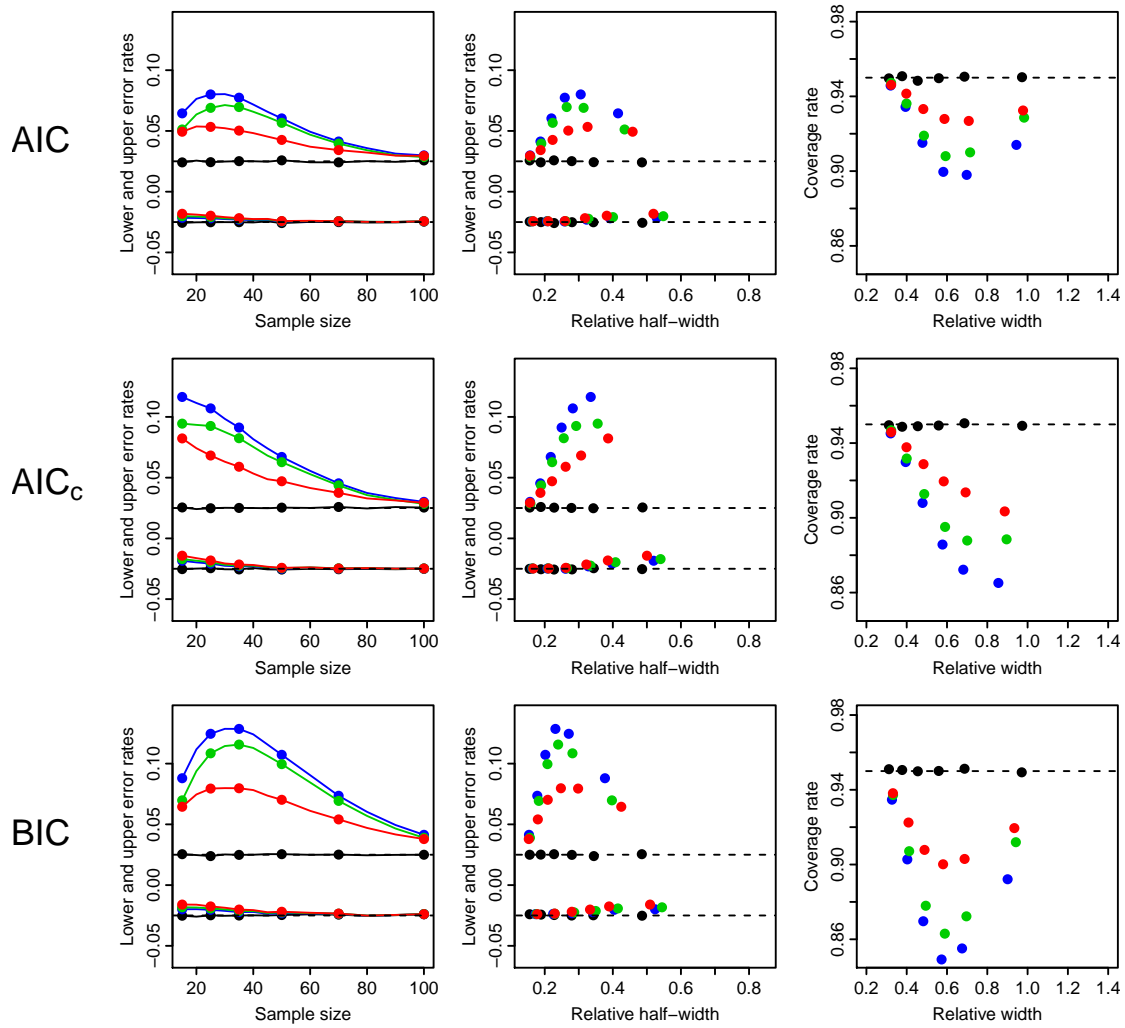 AIC
Lower and upper error rates
−0.05 0.00 0.05 0.10
20 40 60 80 100
Sample size
0.2 0.4 0.6 0.8
Relative half−width
Lower and upper error rates
−0.05 0.00 0.05 0.10
Coverage rate
0.86 0.90 0.94 0.98
0.2 0.4 0.6 0.8 1.0 1.2 1.4
Relative width
AICc
Lower and upper error rates
−0.05 0.00 0.05 0.10
20 40 60 80 100
Sample size
Lower and upper error rates
−0.05 0.00 0.05 0.10
0.2 0.4 0.6 0.8
Relative half−width
Coverage rate
0.86 0.90 0.94 0.98
0.2 0.4 0.6 0.8 1.0 1.2 1.4
Relative width
BIC
Lower and upper error rates
−0.05 0.00 0.05 0.10
20 40 60 80 100
Sample size
Lower and upper error rates
−0.05 0.00 0.05 0.10
0.2 0.4 0.6 0.8
Relative half−width
Coverage rate
0.86 0.90 0.94 0.98
0.2 0.4 0.6 0.8 1.0 1.2 1.4
Relative width